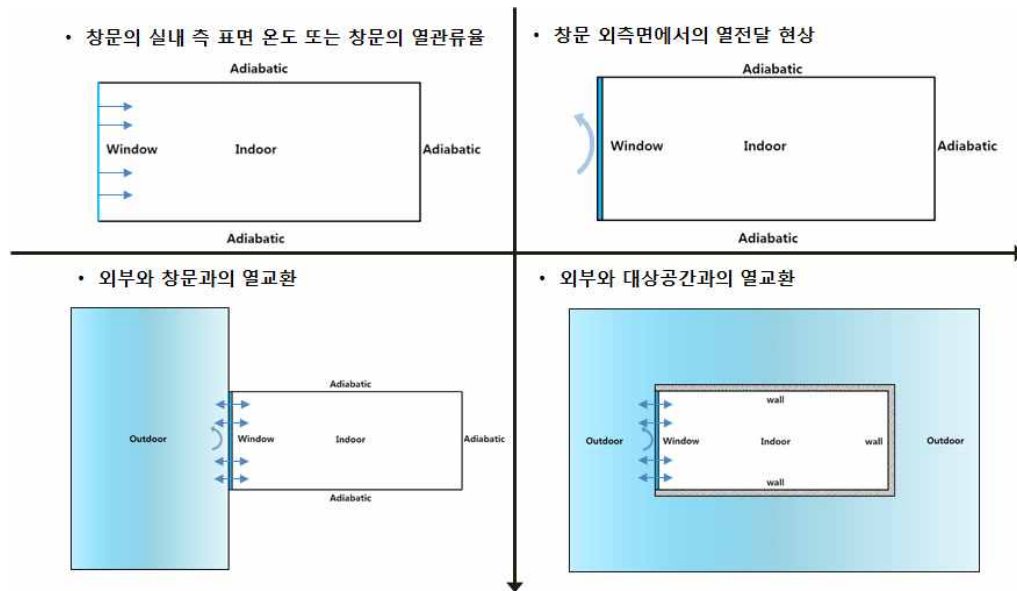 • 창문의 실내 측 표면 온도 또는 창문의 열관류율
Adiabatic
Window
Indoor
Adiabatic
Adiabatic
• 창문 외측면에서의 열전달 현상
Adiabatic
Window
Indoor
Adiabatic
Adiabatic
• 외부와 창문과의 열교환
Adiabatic
Outdoor
Window
Indoor
Adiabatic
Adiabatic
• 외부와 대상공간과의 열교환
wall
Outdoor
Window
Indoor
wall
Outdoor
wall